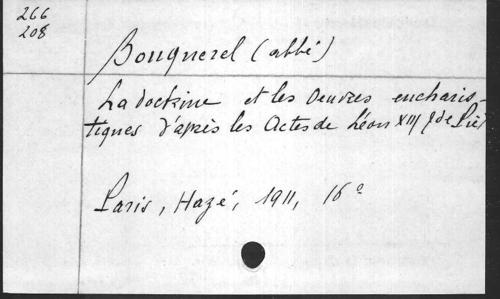 266
208
Bouquerel (abbé)
La doctrine et les Oeuvres eucharis-
tiques d'après les Actes de Léon XIII & de Pie
Paris, Hazé, 1911, 16°